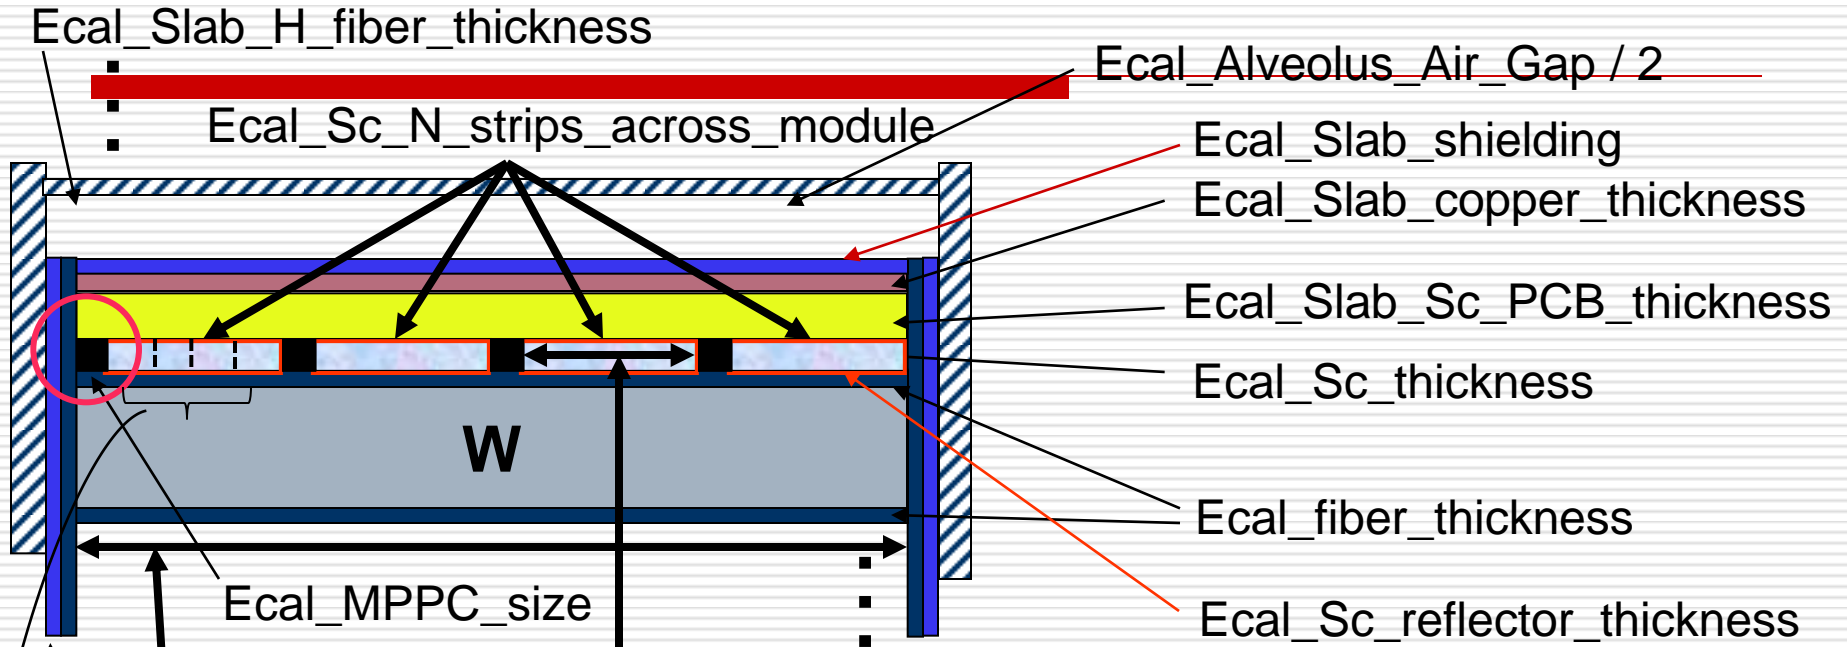 Ecal_Slab_H_fiber_thickness
Ecal_Alveolus_Air_Gap / 2
Ecal_Sc_N_strips_across_module
Ecal_Slab_shielding
Ecal_Slab_copper_thickness
Ecal_Slab_Sc_PCB_thickness
Ecal_Sc_thickness
W
Ecal_fiber_thickness
Ecal_MPPC_size
Ecal_Sc_reflector_thickness